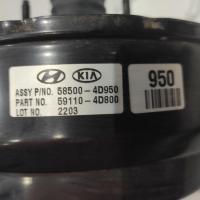 KIA
950
ASSY P/NO. 58500-4D950
PART NO. 59110-4D800
LOT NO. 2203